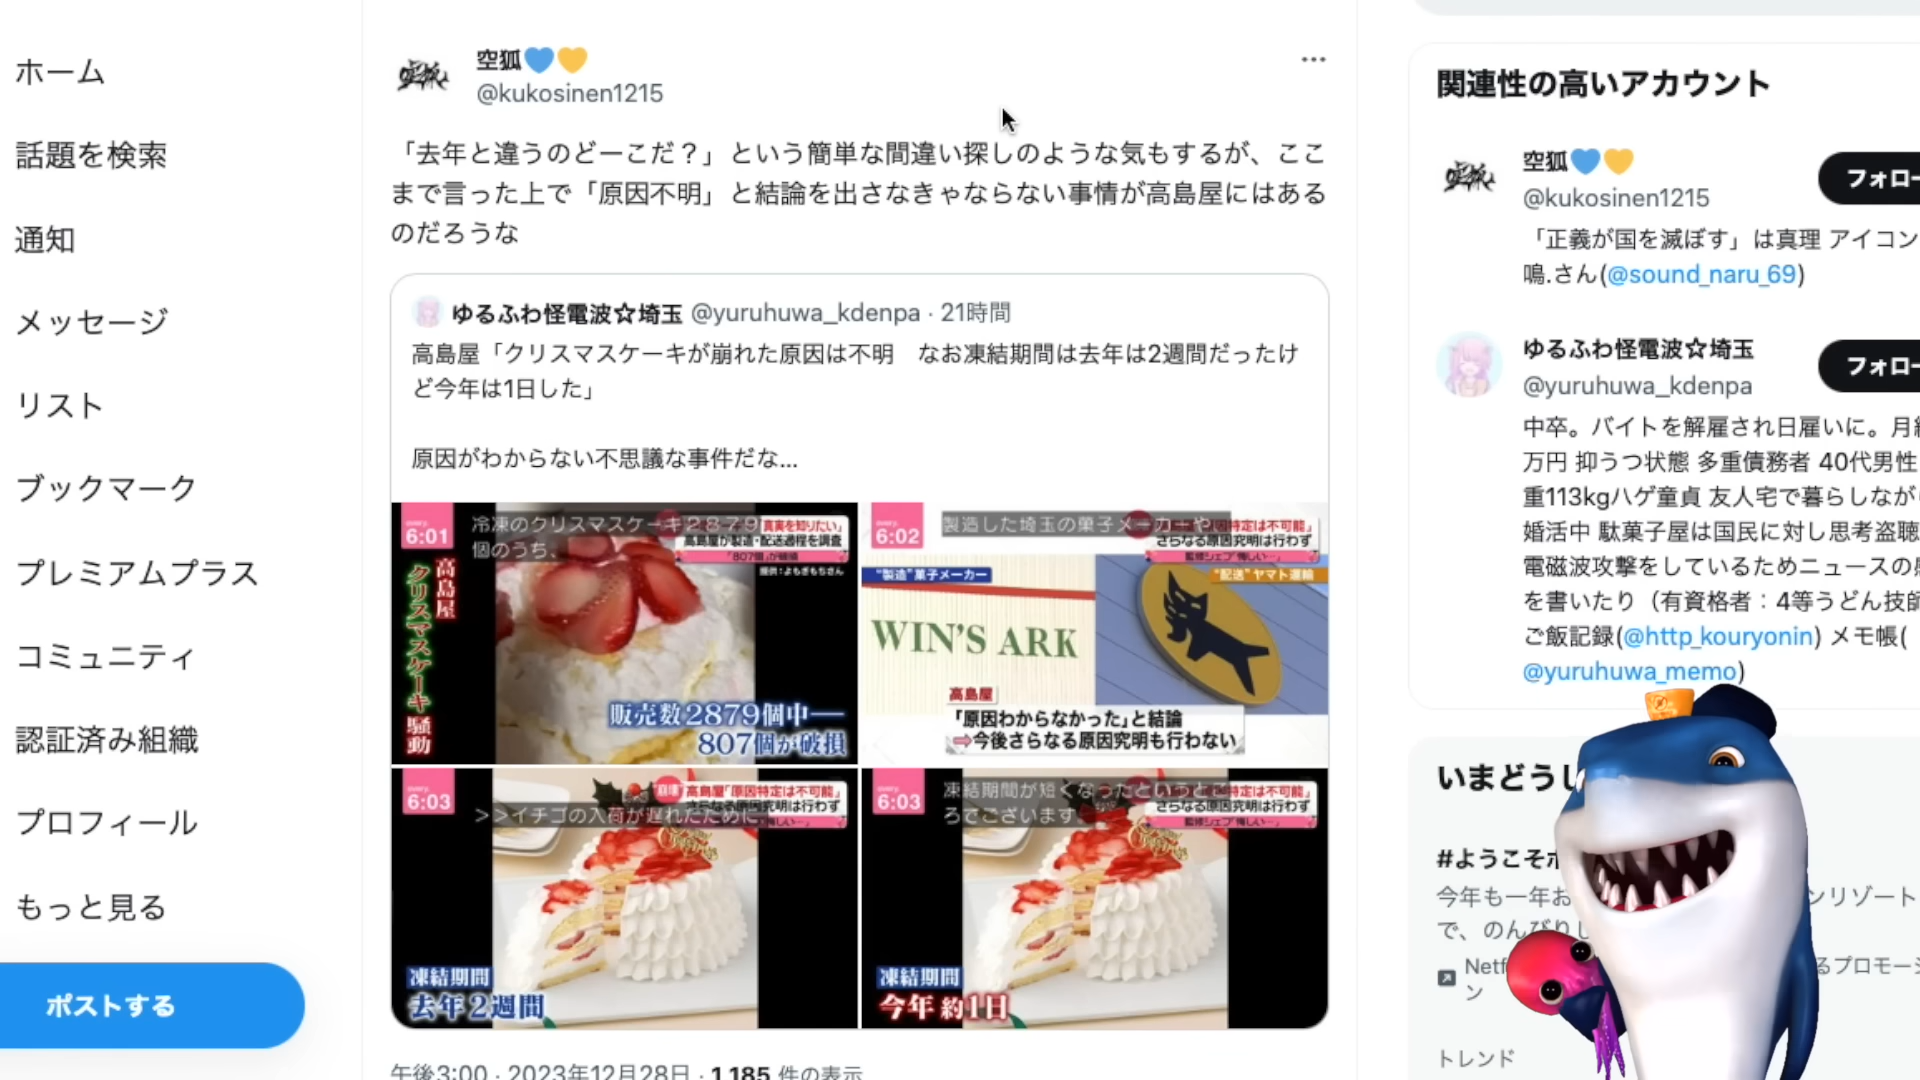 ホーム
話題を検索
通知
メッセージ
リスト
ブックマーク
プレミアムプラス
コミュニティ
認証済み組織
プロフィール
もっと見る
ポストする
空狐💙💛
@kukosinen1215
「去年と違うのどーこだ？」という簡単な間違い探しのような気もするが、ここ
まで言った上で「原因不明」と結論を出さなきゃならない事情が高島屋にはある
のだろうな
ゆるふわ怪電波☆埼玉 @yuruhuwa_kdenpa · 21時間
高島屋「クリスマスケーキが崩れた原因は不明　なお凍結期間は去年は2週間だったけ
ど今年は1日した」
原因がわからない不思議な事件だな...
every.
6:01
冷凍のクリスマスケーキ２８７９
個のうち、
真実を知りたい」
高島屋が製造・配送過程を調査
「807個」が破損
提供：よもぎもちさん
高島屋
クリスマスケーキ騒動
販売数2879個中―
807個が破損
every.
6:02
製造した埼玉の菓子メーカーや
特定は不可能」
さらなる原因究明は行わず
監修シェフ「悔しい…」
"製造"菓子メーカー
"配送"ヤマト運輸
WIN'S ARK
高島屋
「原因わからなかった」と結論
⇨今後さらなる原因究明も行わない
every.
6:03
＞＞イチゴの入荷が遅れたために、
崩壊
高島屋「原因特定は不可能」
さらなる原因究明は行わず
監修シェフ「悔しい…」
凍結期間
去年2週間
every.
6:03
凍結期間が短くなったというとこ
ろでございます。
特定は不可能」
さらなる原因究明は行わず
監修シェフ「悔しい…」
凍結期間
今年 約1日
午後3:00 · 2023年12月28日 · 1,185 件の表示
関連性の高いアカウント
空狐💙💛
@kukosinen1215
フォロー
「正義が国を滅ぼす」は真理 アイコン
鳴.さん(@sound_naru_69)
ゆるふわ怪電波☆埼玉
@yuruhuwa_kdenpa
フォロー
中卒。バイトを解雇され日雇いに。月
万円 抑うつ状態 多重債務者 40代男性
重113kgハゲ童貞 友人宅で暮らしなが
婚活中 駄菓子屋は国民に対し思考盗聴
電磁波攻撃をしているためニュースの
を書いたり（有資格者：4等うどん技師
ご飯記録(@http_kouryonin) メモ帳(
@yuruhuwa_memo)
いまどうし
#ようこそ
今年も一年お
ンリゾート
で、のんびりし
Netf
るプロモーシ
ン
トレンド